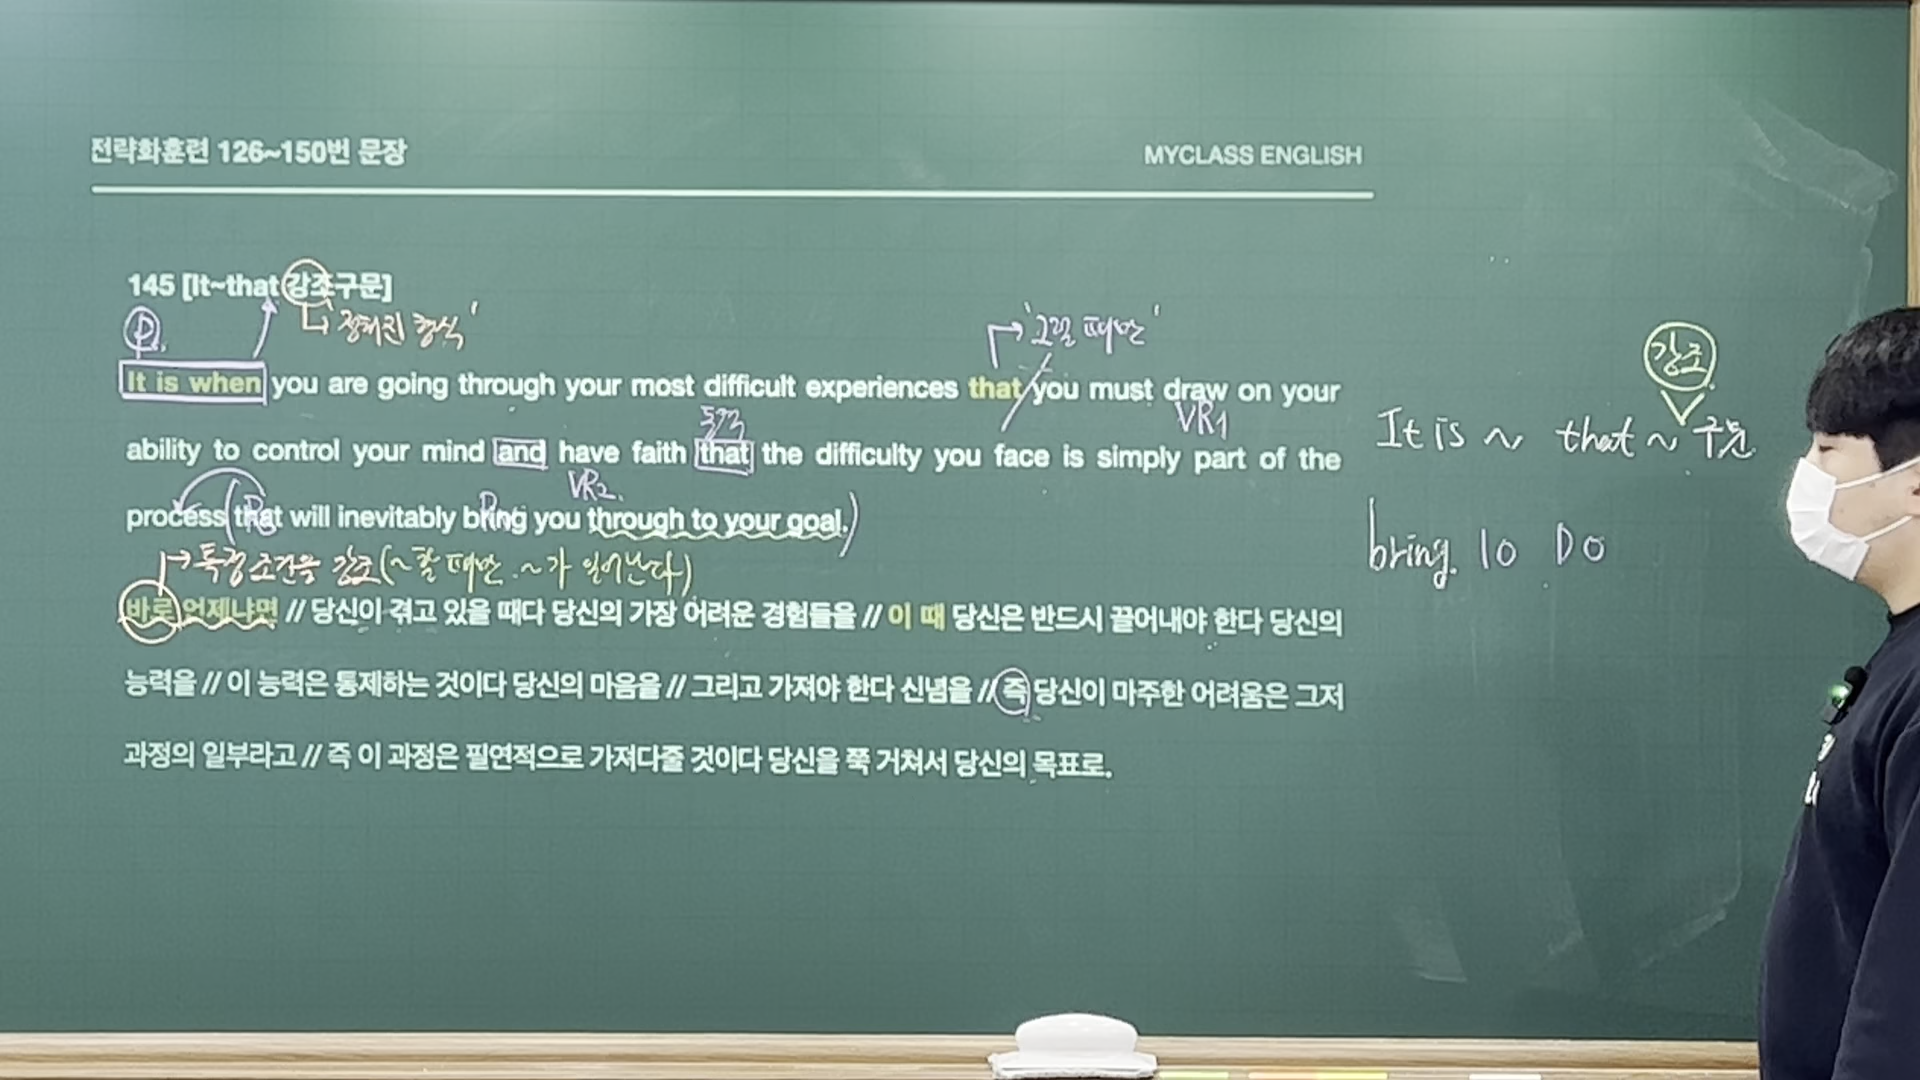 전략화훈련 126~150번 문장
MYCLASS ENGLISH
145 [It~that 강조구문]
정해진 형식
'그럴 때만'
It is when you are going through your most difficult experiences that you must draw on your
VR1
ability to control your mind and have faith that the difficulty you face is simply part of the
VR2.
process that will inevitably bring you through to your goal.
특정 조건을 강조(~할 때만 ~가 일어난다)
바로 언제냐면 // 당신이 겪고 있을 때다 당신의 가장 어려운 경험들을 // 이 때 당신은 반드시 끌어내야 한다 당신의
능력을 // 이 능력은 통제하는 것이다 당신의 마음을 // 그리고 가져야 한다 신념을 // 즉 당신이 마주한 어려움은 그저
과정의 일부라고 // 즉 이 과정은 필연적으로 가져다줄 것이다 당신을 쭉 거쳐서 당신의 목표로.
강조
It is ~ that ~ 구문
bring. IO DO